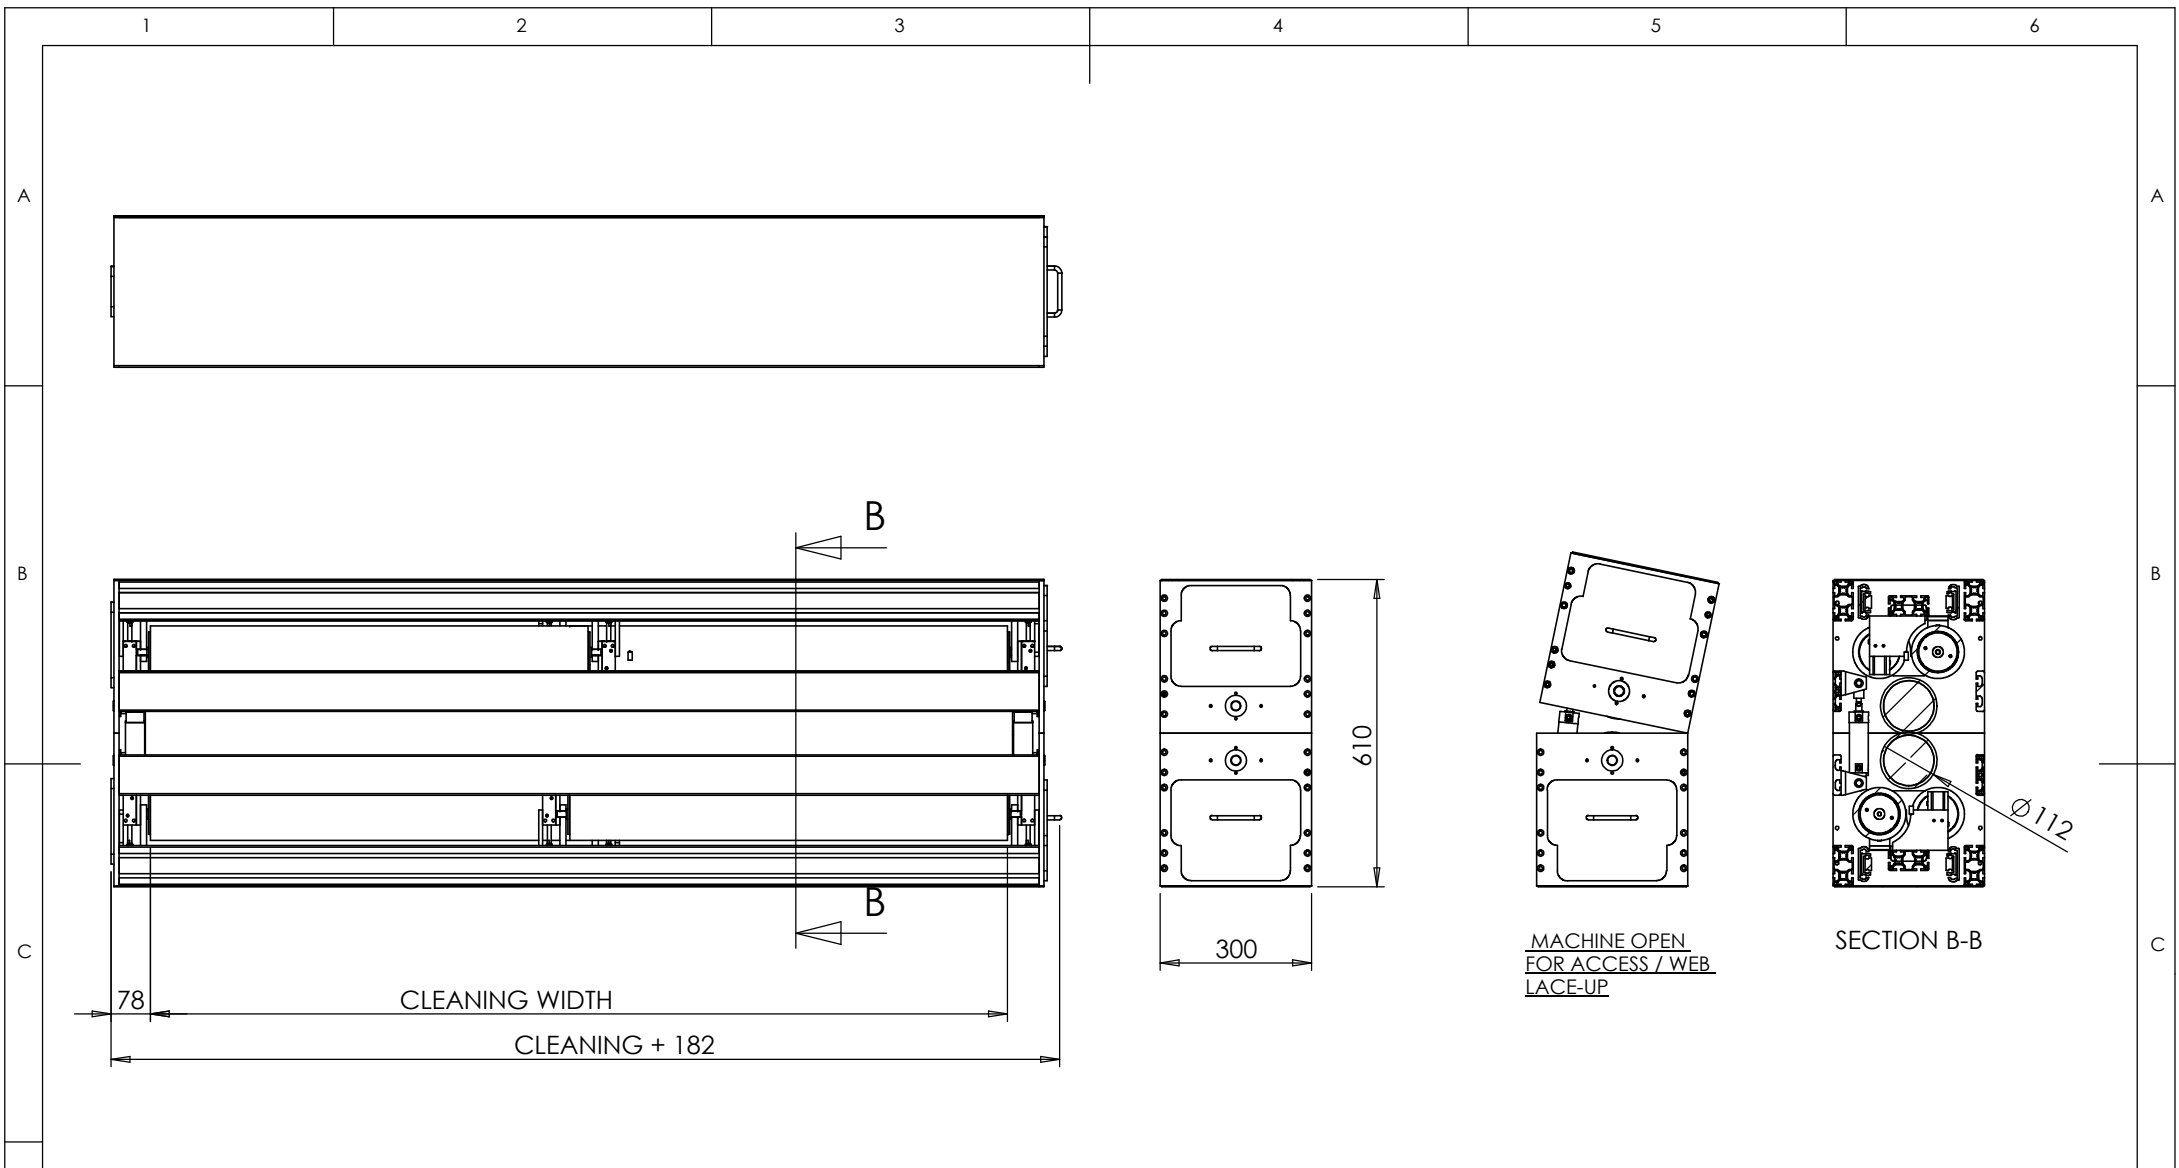 1 2 3 4 5 6
A A
B
B B
610
Ø112
B
MACHINE OPEN
FOR ACCESS / WEB
LACE-UP
SECTION B-B
300
C C
78 CLEANING WIDTH
CLEANING + 182